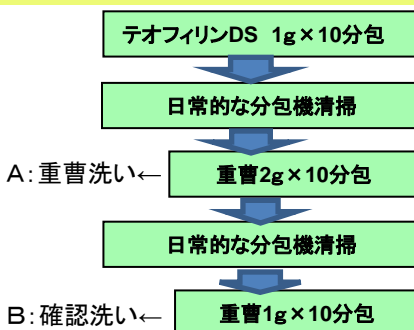 テオフィリンDS 1g×10分包
日常的な分包機清掃
A:重曹洗い← 重曹2g×10分包
日常的な分包機清掃
B:確認洗い← 重曹1g×10分包